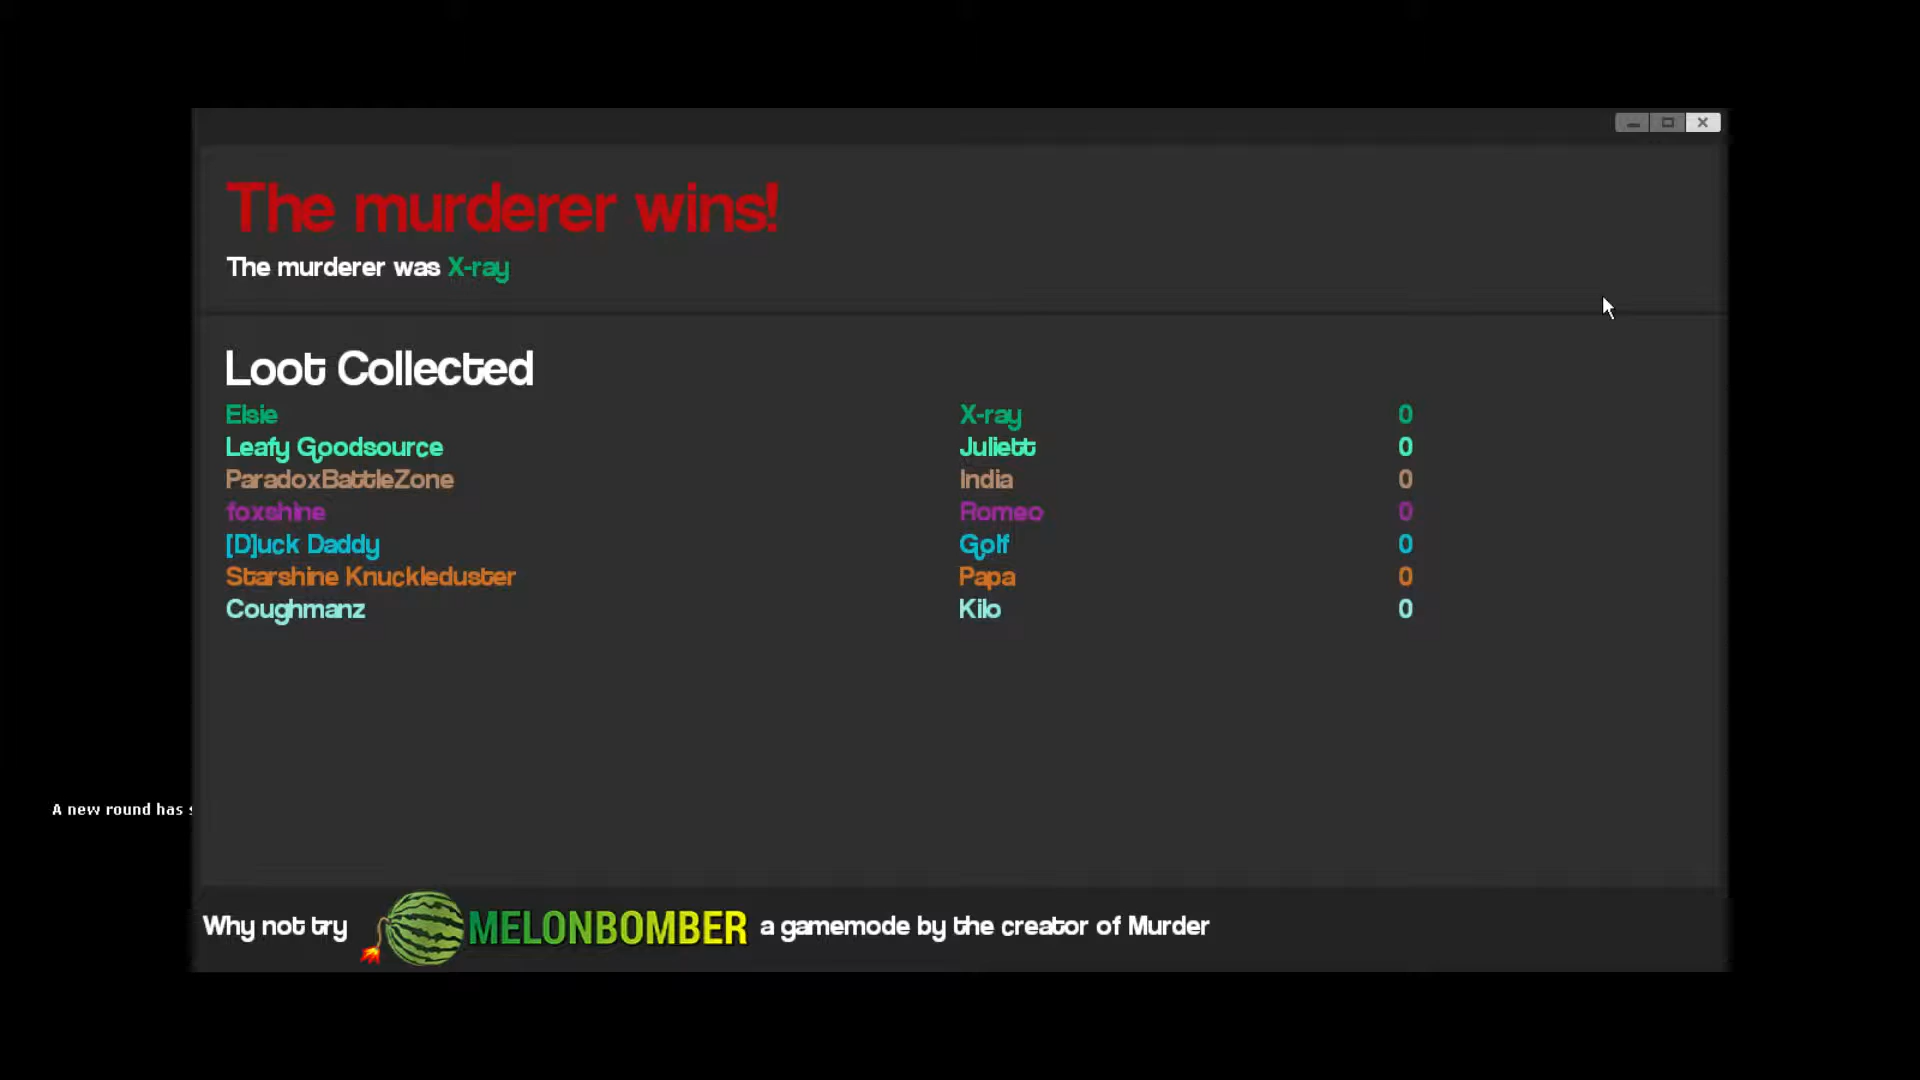 The murderer wins!
The murderer was X-ray
Loot Collected
Elsie X-ray 0
Leafy Goodsource Juliett 0
ParadoxBattleZone India 0
foxshine Romeo 0
[D]uck Daddy Golf 0
Starshine Knuckleduster Papa 0
Coughmanz Kilo 0
A new round has
Why not try MELONBOMBER a gamemode by the creator of Murder